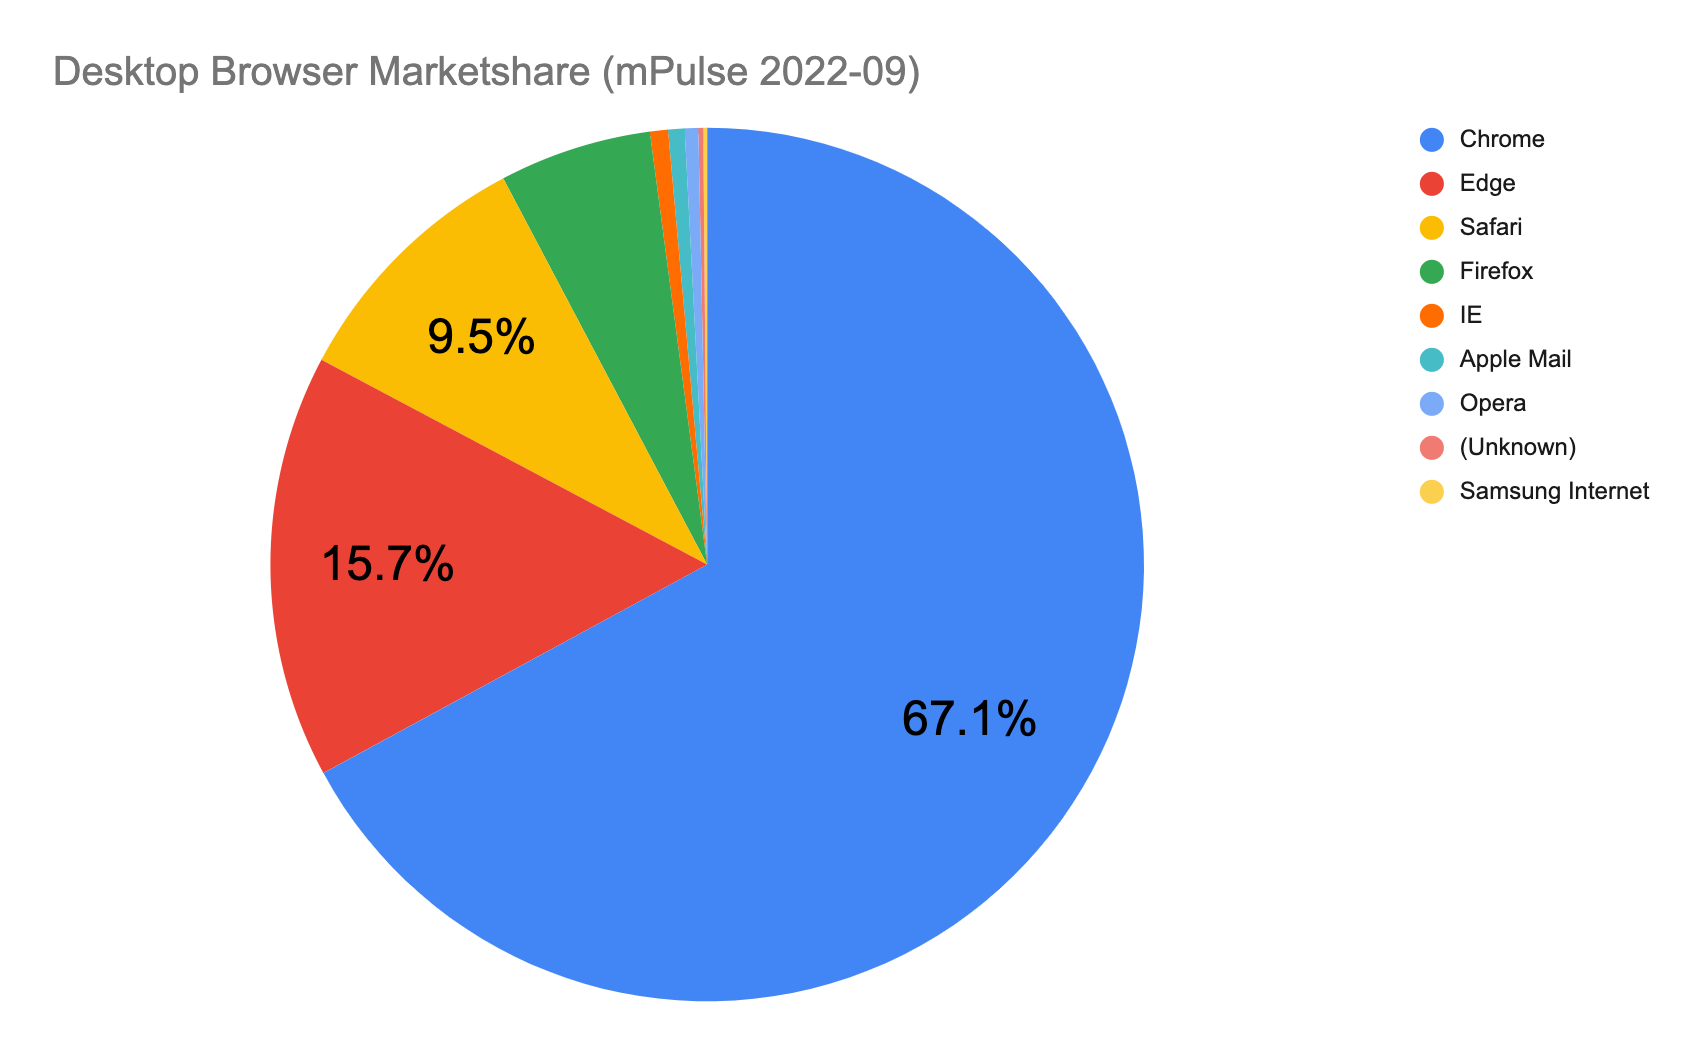 Desktop Browser Marketshare (mPulse 2022-09)
Chrome
Edge
Safari
Firefox
IE
Apple Mail
Opera
(Unknown)
Samsung Internet
9.5%
15.7%
67.1%